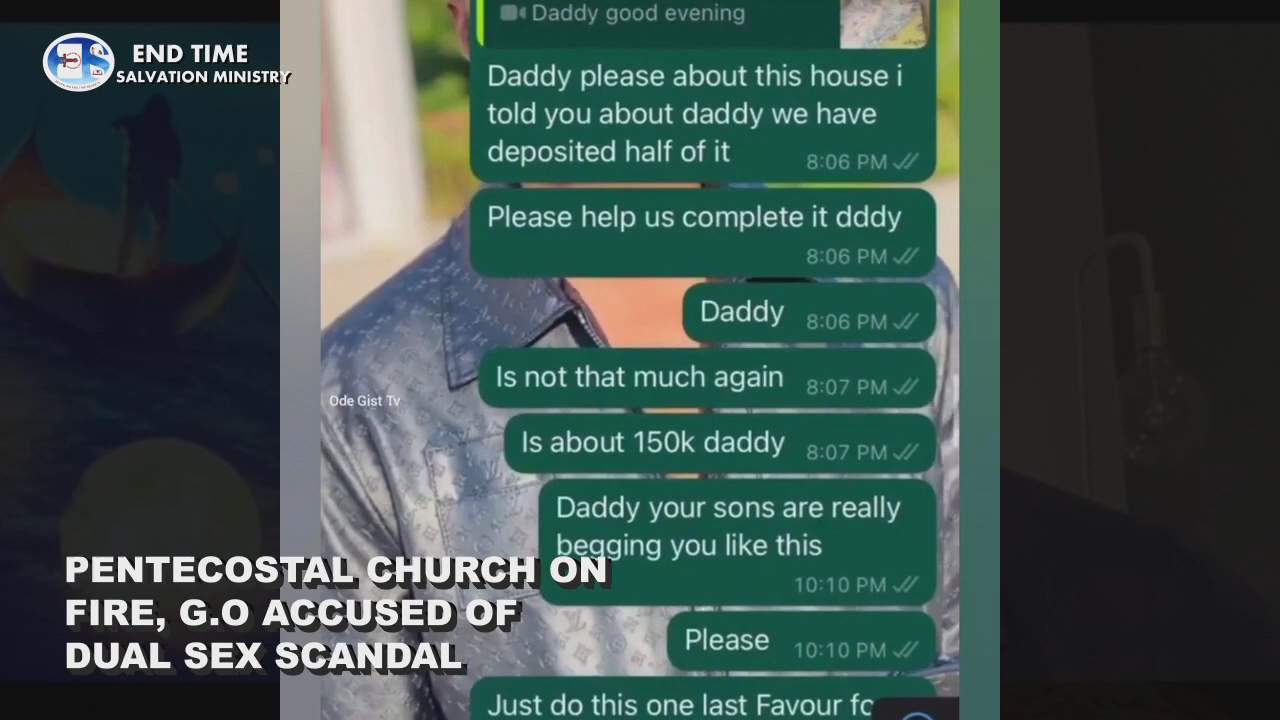 END TIME
SALVATION MINISTRY
Daddy good evening
Daddy please about this house i
told you about daddy we have
deposited half of it
8:06 PM
Please help us complete it dddy
8:06 PM
Daddy 8:06 PM
Is not that much again 8:07 PM
Ode Gist Tv
Is about 150k daddy 8:07 PM
Daddy your sons are really
begging you like this
10:10 PM
Please 10:10 PM
Just do this one last Favour fo
PENTECOSTAL CHURCH ON
FIRE, G.O ACCUSED OF
DUAL SEX SCANDAL